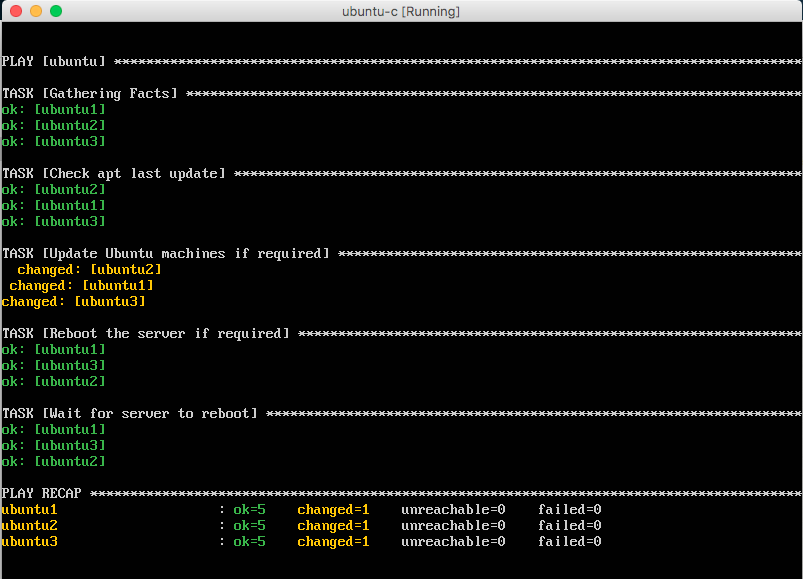 ubuntu-c [Running]
PLAY [ubuntu] **************************************************************************************
TASK [Gathering Facts] *****************************************************************************
ok: [ubuntu1]
ok: [ubuntu2]
ok: [ubuntu3]
TASK [Check apt last update] ***********************************************************************
ok: [ubuntu2]
ok: [ubuntu1]
ok: [ubuntu3]
TASK [Update Ubuntu machines if required] **********************************************************
  changed: [ubuntu2]
 changed: [ubuntu1]
changed: [ubuntu3]
TASK [Reboot the server if required] ***************************************************************
ok: [ubuntu1]
ok: [ubuntu3]
ok: [ubuntu2]
TASK [Wait for server to reboot] *******************************************************************
ok: [ubuntu1]
ok: [ubuntu3]
ok: [ubuntu2]
PLAY RECAP *****************************************************************************************
ubuntu1                    : ok=5    changed=1    unreachable=0    failed=0
ubuntu2                    : ok=5    changed=1    unreachable=0    failed=0
ubuntu3                    : ok=5    changed=1    unreachable=0    failed=0